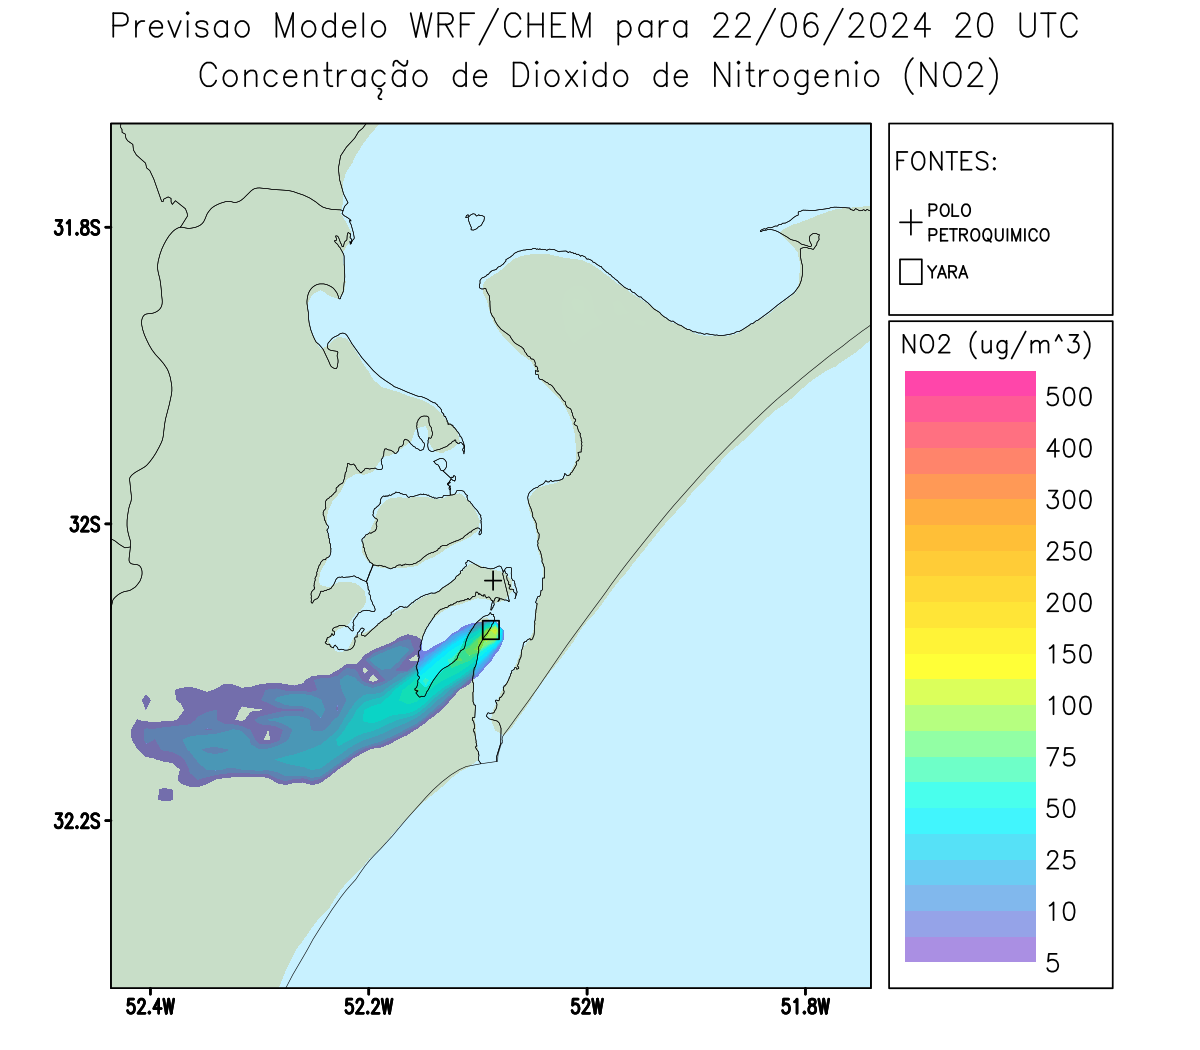 Previsao Modelo WRF/CHEM para 22/06/2024 20 UTC
Concentração de Dioxido de Nitrogenio (NO2)
FONTES:
POLO
PETROQUIMICO
YARA
NO2 (ug/m^3)
500
400
300
250
200
150
100
75
50
25
10
5
31.8S
32S
32.2S
52.4W
52.2W
52W
51.8W